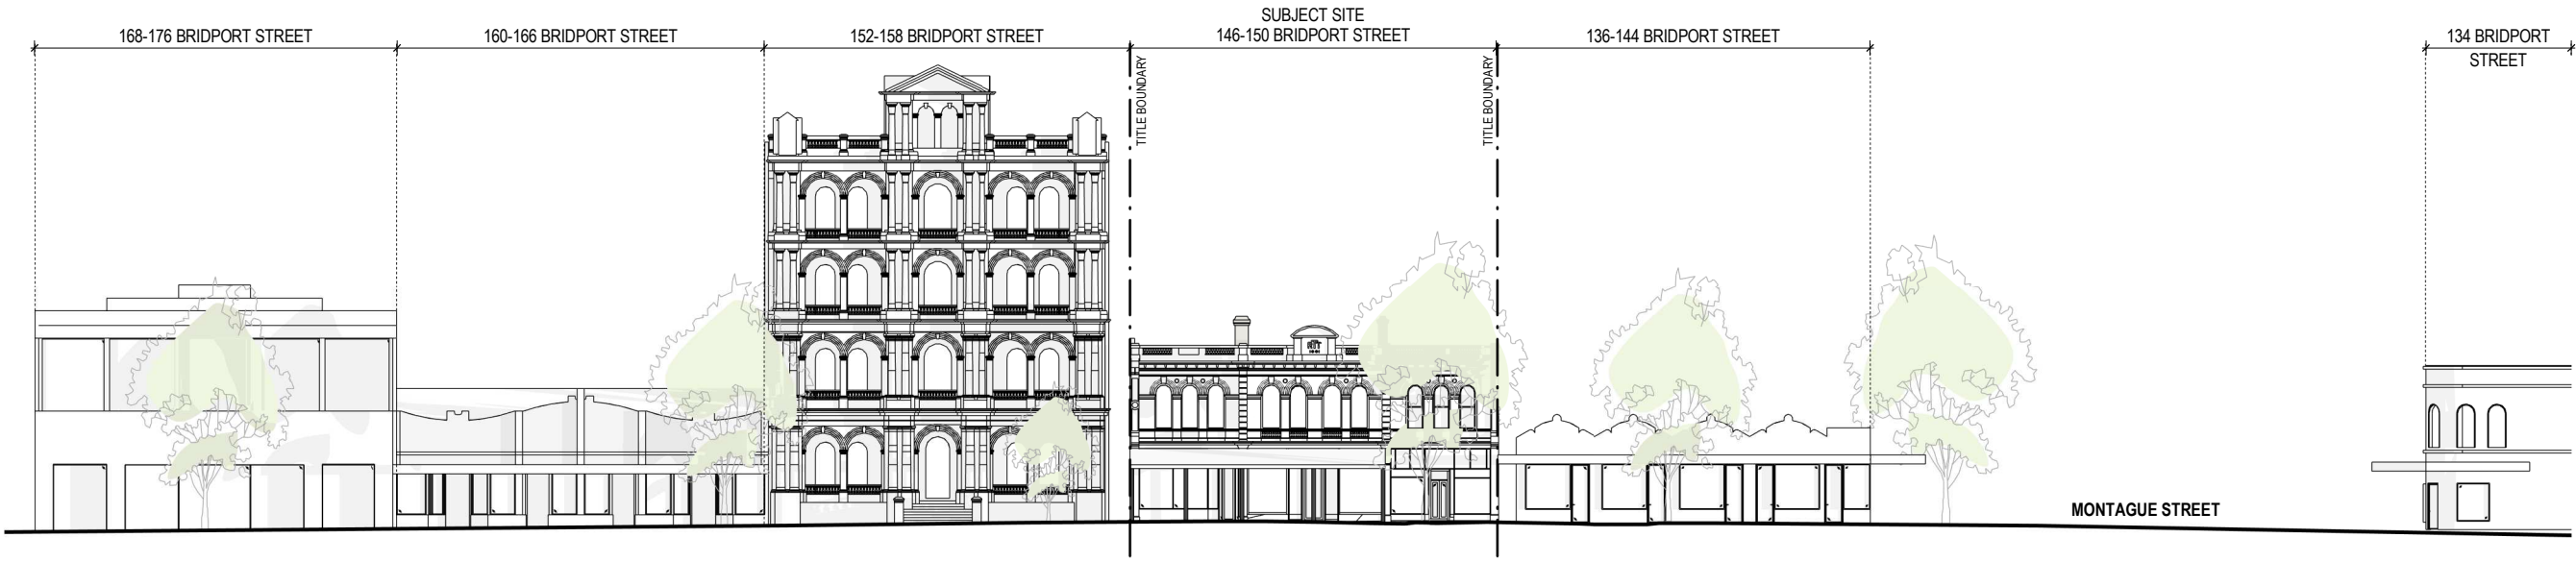 168-176 BRIDPORT STREET
160-166 BRIDPORT STREET
152-158 BRIDPORT STREET
SUBJECT SITE
146-150 BRIDPORT STREET
136-144 BRIDPORT STREET
134 BRIDPORT
STREET
TITLE BOUNDARY
TITLE BOUNDARY
MONTAGUE STREET